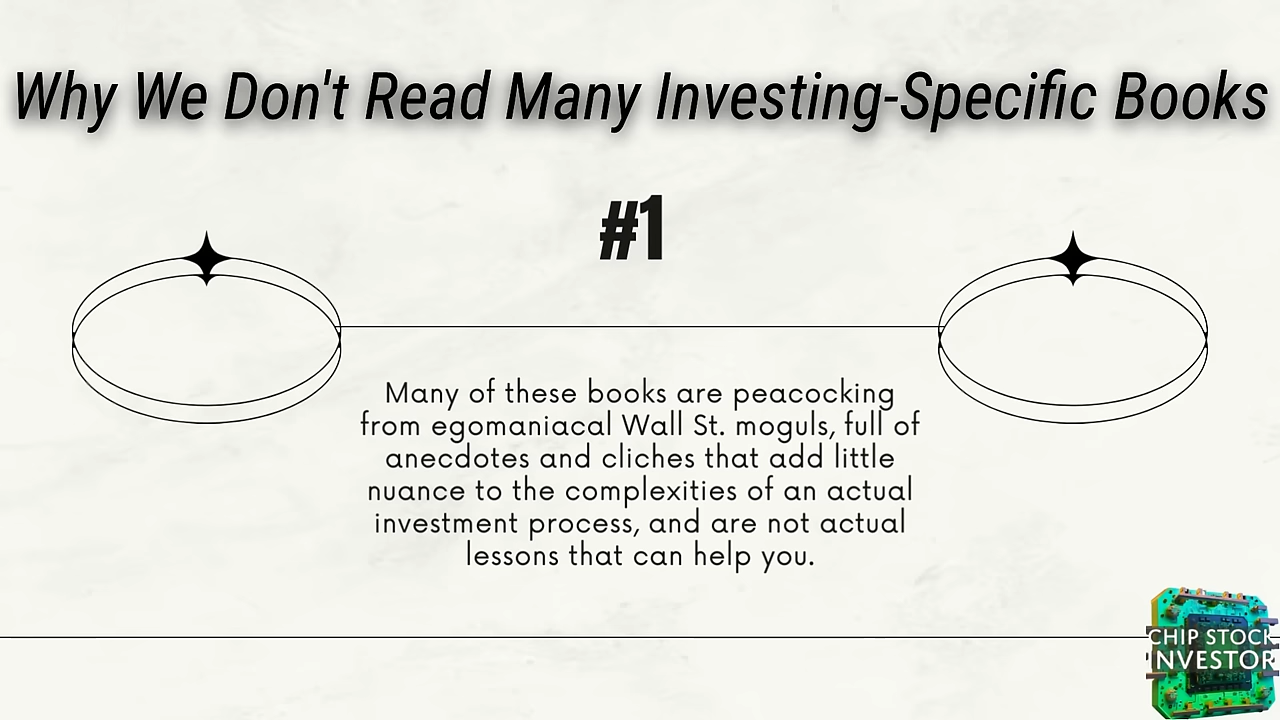 Why We Don't Read Many Investing-Specific Books
#1
Many of these books are peacocking
from egomaniacal Wall St. moguls, full of
anecdotes and cliches that add little
nuance to the complexities of an actual
investment process, and are not actual
lessons that can help you.
CHIP STOCK
INVESTOR